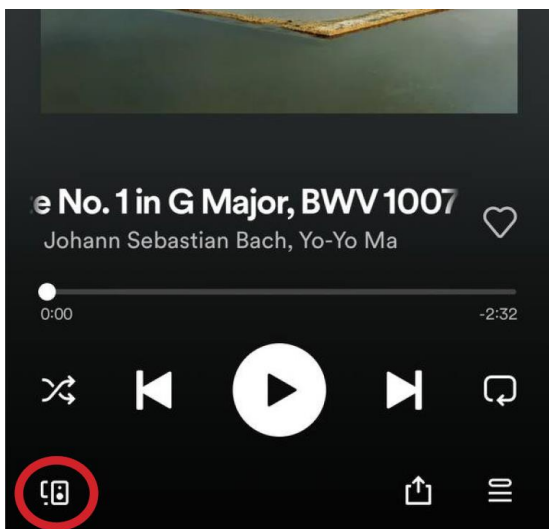 e No. 1 in G Major, BWV 1007
Johann Sebastian Bach, Yo-Yo Ma
0:00
-2:32